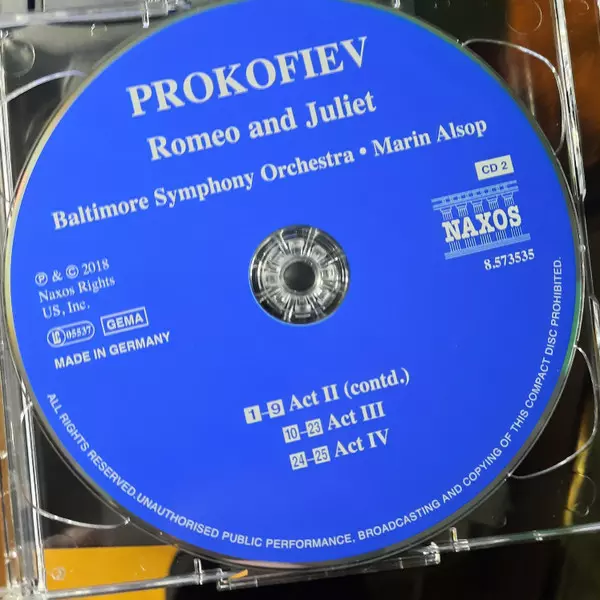 PROKOFIEV
Romeo and Juliet
Baltimore Symphony Orchestra • Marin Alsop
CD 2
NAXOS
8.573535
℗ & © 2018
Naxos Rights
US, Inc.
LC 05537
GEMA
MADE IN GERMANY
1–9 Act II (contd.)
10–23 Act III
24–25 Act IV
ALL RIGHTS RESERVED. UNAUTHORISED PUBLIC PERFORMANCE, BROADCASTING AND COPYING OF THIS COMPACT DISC PROHIBITED.